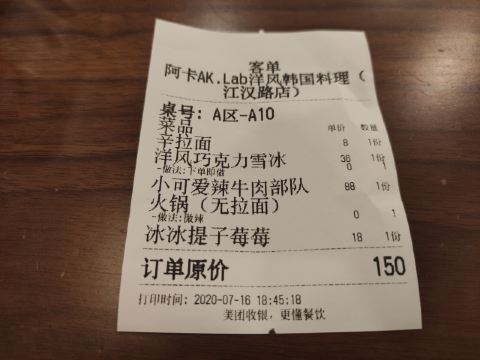 客单
阿卡AK.Lab洋风韩国料理（
江汉路店）
桌号: A区-A10
菜品 单价 数量
辛拉面 8 1份
洋风巧克力雪冰 36 1份
-做法:下单即做 0 1
小可爱辣牛肉部队 88 1份
火锅（无拉面）
-做法:微辣 0 1
冰冰提子莓莓 18 1份
订单原价 150
打印时间: 2020-07-16 18:45:18
美团收银，更懂餐饮